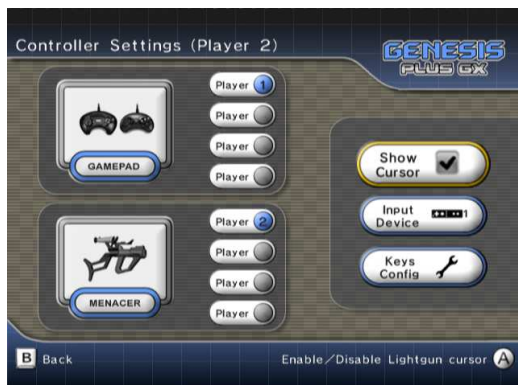 Controller Settings (Player 2)
GENESIS
PLUS GX
Player 1
Player
Player
Player
GAMEPAD
Player 2
Player
Player
Player
MENACER
Show
Cursor
Input
Device
1
Keys
Config
B Back
Enable/Disable Lightgun cursor A